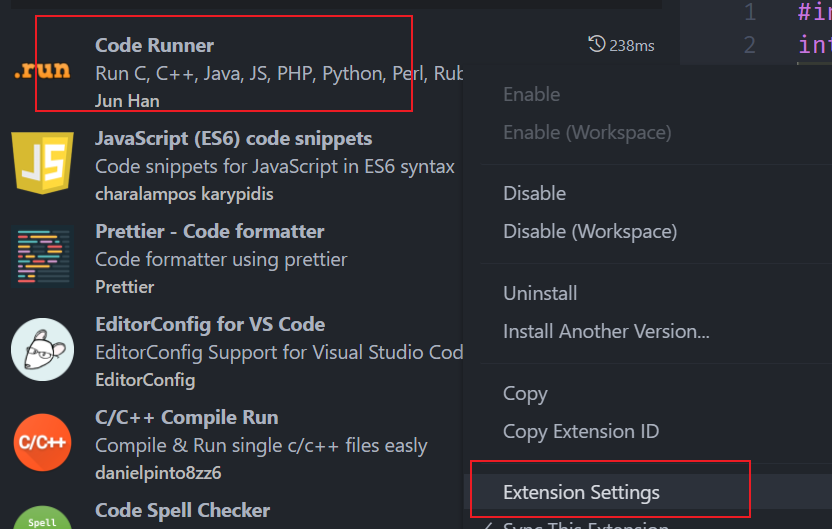 1 #in
2 int
Code Runner 238ms
.run Run C, C++, Java, JS, PHP, Python, Perl, Rub
Jun Han
JavaScript (ES6) code snippets
JS Code snippets for JavaScript in ES6 syntax
charalampos karypidis
Prettier - Code formatter
Code formatter using prettier
Prettier
EditorConfig for VS Code
EditorConfig Support for Visual Studio Cod
EditorConfig
C/C++ Compile Run
C/C++ Compile & Run single c/c++ files easly
danielpinto8zz6
Code Spell Checker
Spell
Enable
Enable (Workspace)
Disable
Disable (Workspace)
Uninstall
Install Another Version...
Copy
Copy Extension ID
Extension Settings
Sync This Extension